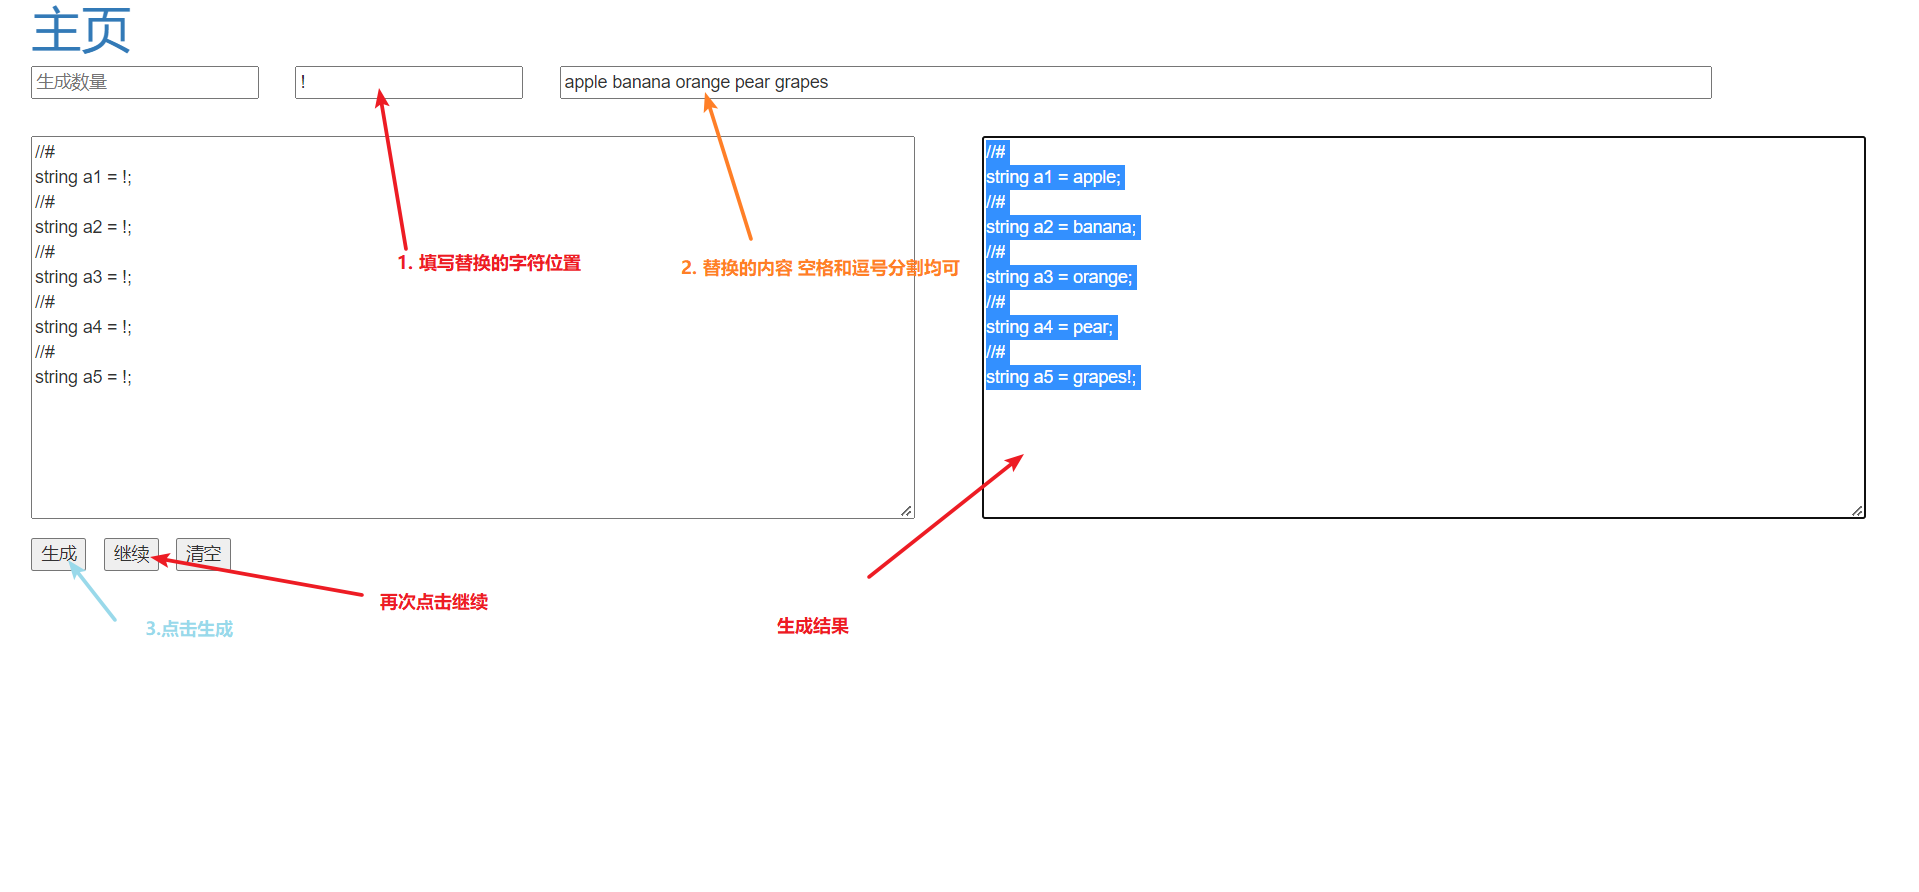 主页
生成数量
!
apple banana orange pear grapes
//#
string a1 = !;
//#
string a2 = !;
//#
string a3 = !;
//#
string a4 = !;
//#
string a5 = !;
1. 填写替换的字符位置
2. 替换的内容 空格和逗号分割均可
//#
string a1 = apple;
//#
string a2 = banana;
//#
string a3 = orange;
//#
string a4 = pear;
//#
string a5 = grapes!;
生成 继续 清空
再次点击继续
3.点击生成
生成结果